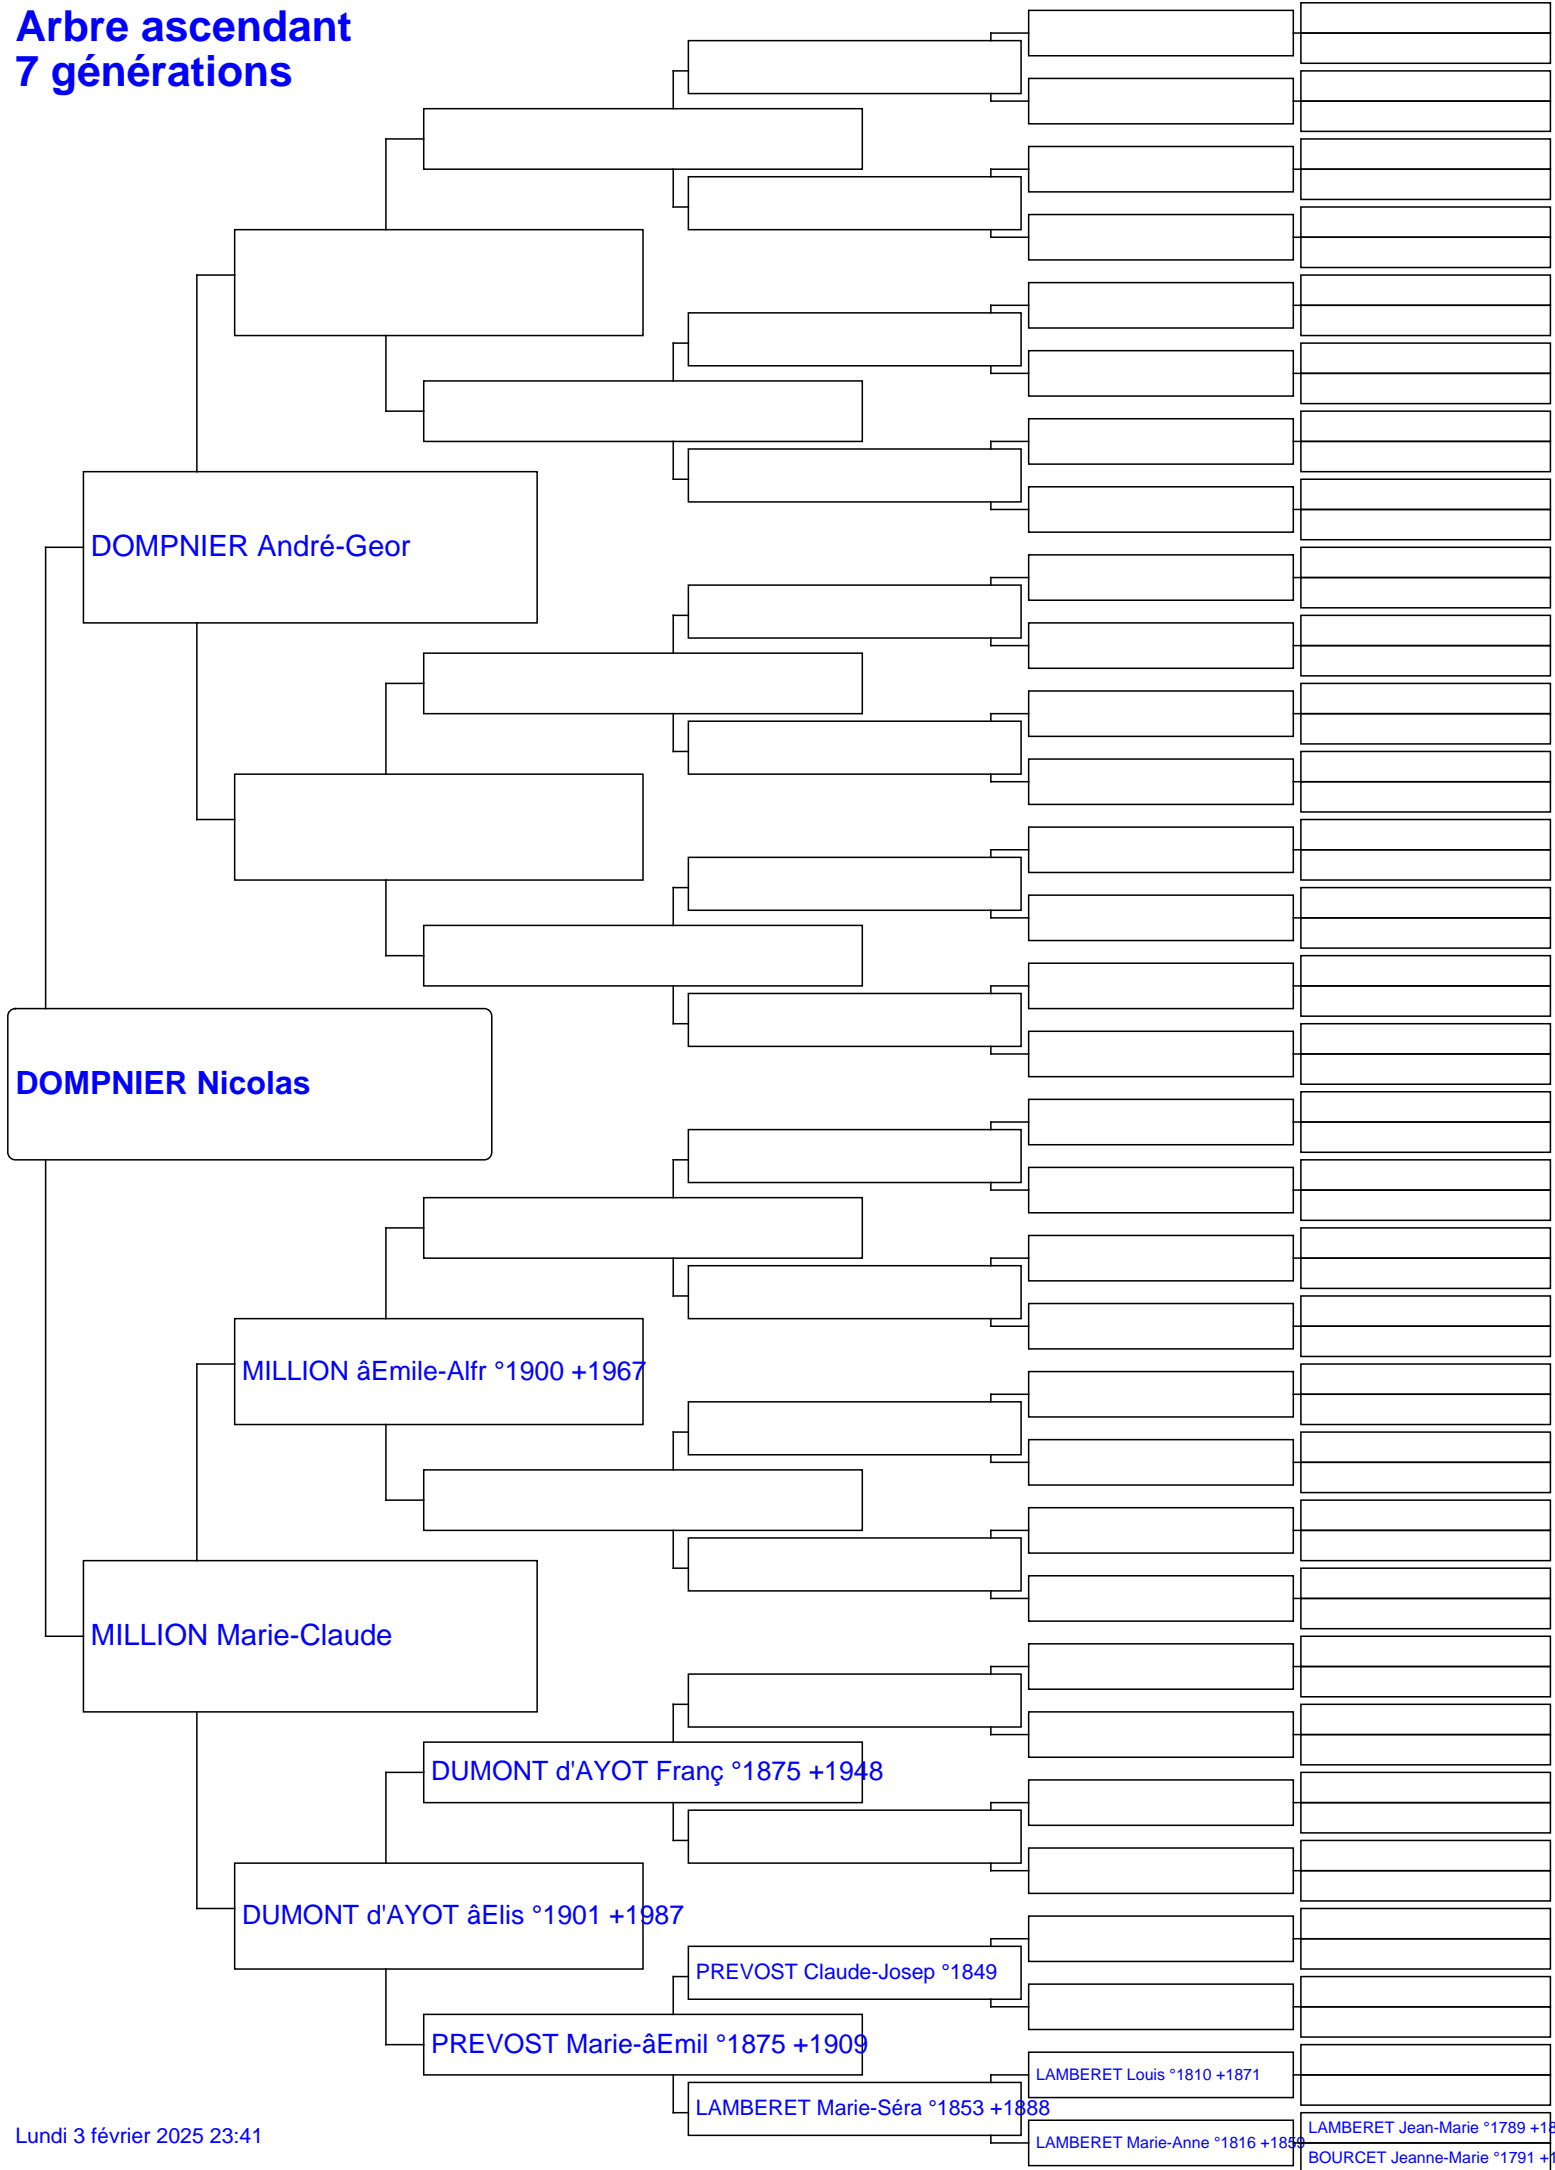 Arbre ascendant
7 générations
DOMPNIER André-Geor
DOMPNIER Nicolas
MILLION âEmile-Alfr °1900 +1967
MILLION Marie-Claude
DUMONT d'AYOT Franç °1875 +1948
DUMONT d'AYOT âElis °1901 +1987
PREVOST Claude-Josep °1849
PREVOST Marie-âEmil °1875 +1909
LAMBERET Louis °1810 +1871
LAMBERET Marie-Séra °1853 +1888
LAMBERET Marie-Anne °1816 +1859
LAMBERET Jean-Marie °1789 +18
BOURCET Jeanne-Marie °1791 +1
Lundi 3 février 2025 23:41